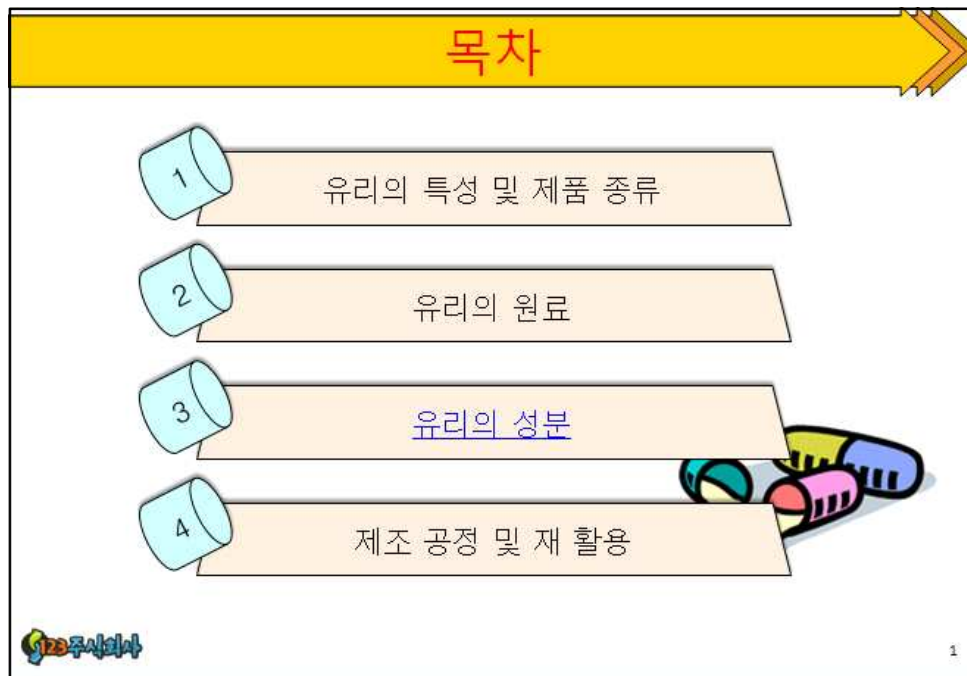 목차
1
유리의 특성 및 제품 종류
2
유리의 원료
3
유리의 성분
4
제조 공정 및 재 활용
123주식회사
1